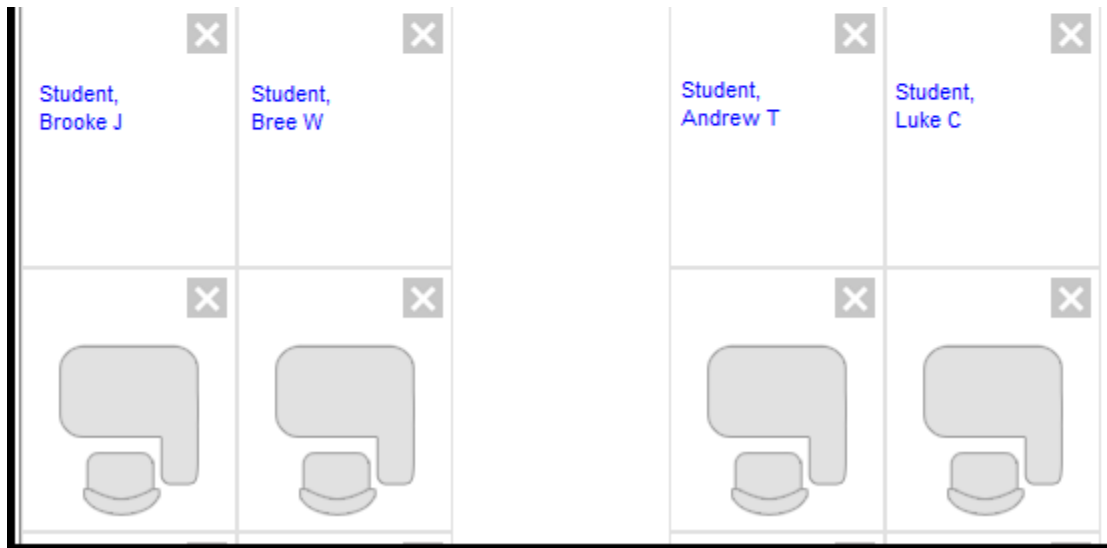 Student,
Brooke J
Student,
Bree W
Student,
Andrew T
Student,
Luke C